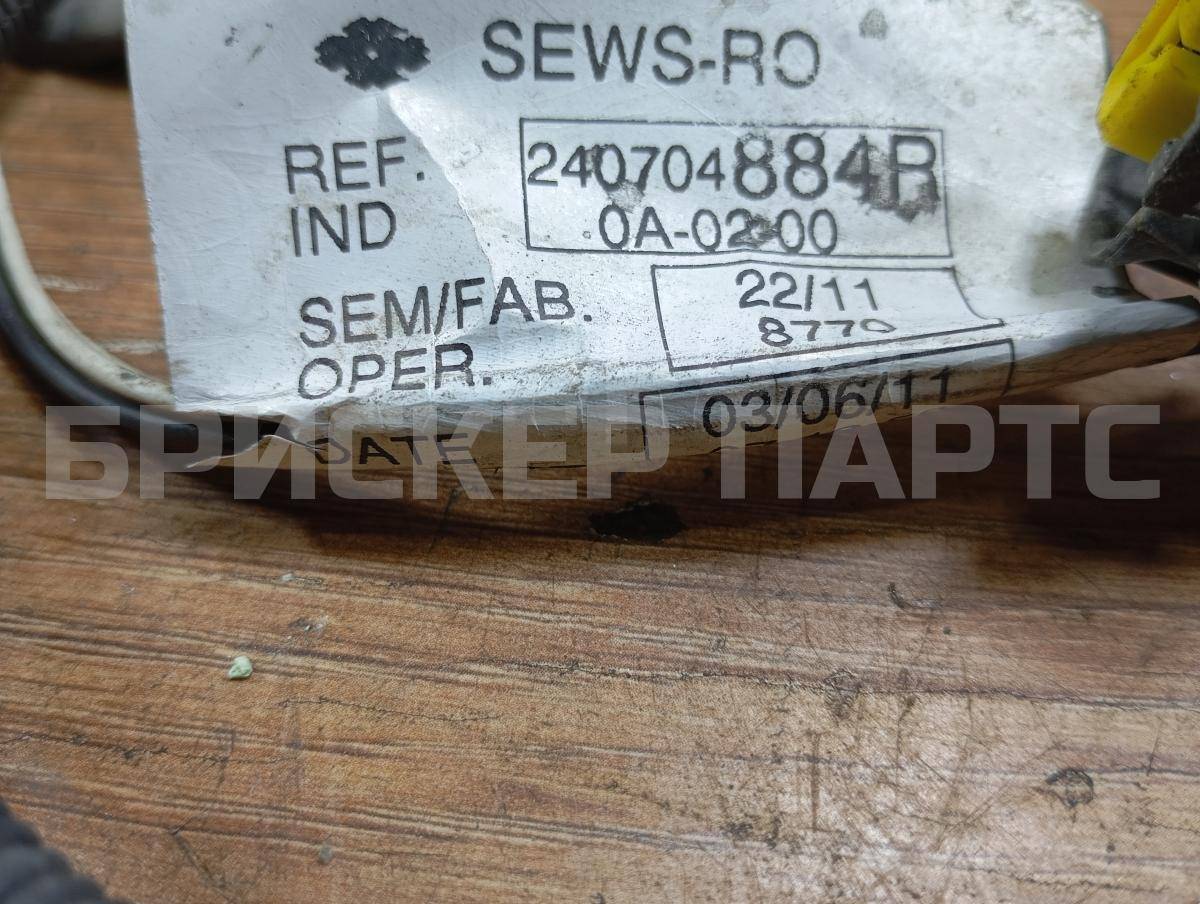 SEWS-RO
REF. 240704884R
IND 0A-02-00
SEM/FAB. 22/11
OPER. 8779
DATE 03/06/11
БРИСКЕР ПАРТС